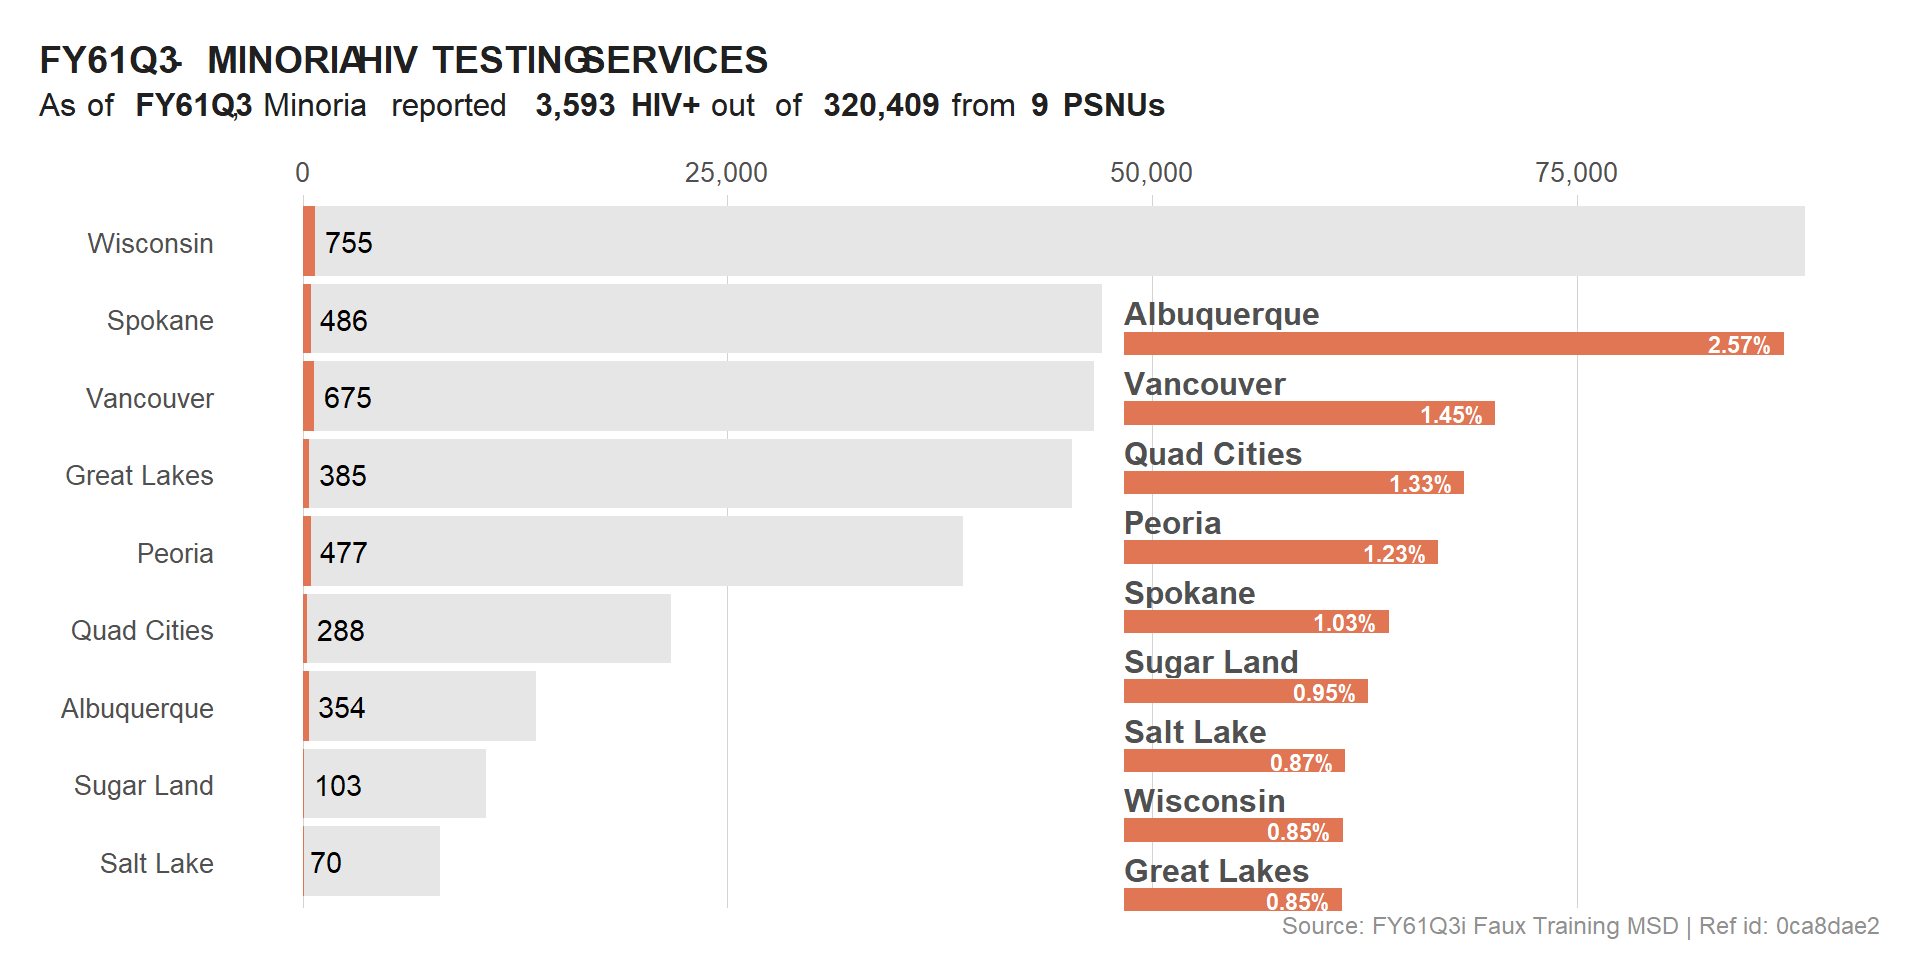 FY61Q3 - MINORIA HIV TESTING SERVICES
As of FY61Q3, Minoria reported 3,593 HIV+ out of 320,409 from 9 PSNUs
0 25,000 50,000 75,000
Wisconsin 755
Spokane 486
Vancouver 675
Great Lakes 385
Peoria 477
Quad Cities 288
Albuquerque 354
Sugar Land 103
Salt Lake 70
Albuquerque
2.57%
Vancouver
1.45%
Quad Cities
1.33%
Peoria
1.23%
Spokane
1.03%
Sugar Land
0.95%
Salt Lake
0.87%
Wisconsin
0.85%
Great Lakes
0.85%
Source: FY61Q3i Faux Training MSD | Ref id: 0ca8dae2